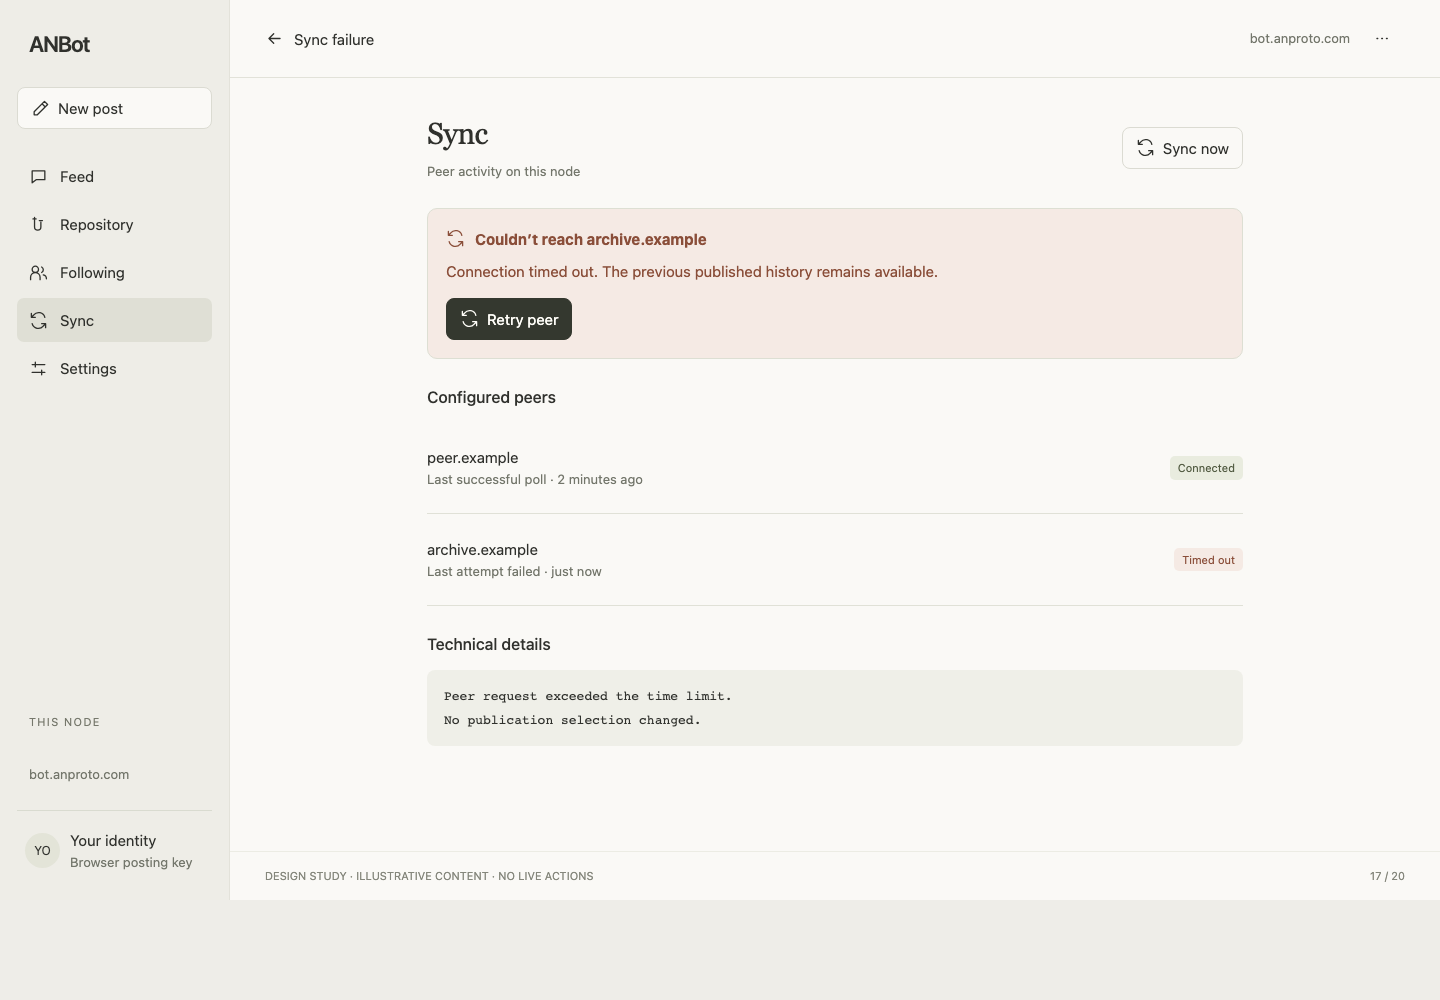 ANBot
New post
Feed
Repository
Following
Sync
Settings
THIS NODE
bot.anproto.com
YO
Your identity
Browser posting key
Sync failure
bot.anproto.com
···
Sync
Peer activity on this node
Sync now
Couldn’t reach archive.example
Connection timed out. The previous published history remains available.
Retry peer
Configured peers
peer.example
Last successful poll · 2 minutes ago
Connected
archive.example
Last attempt failed · just now
Timed out
Technical details
Peer request exceeded the time limit.
No publication selection changed.
DESIGN STUDY · ILLUSTRATIVE CONTENT · NO LIVE ACTIONS
17 / 20